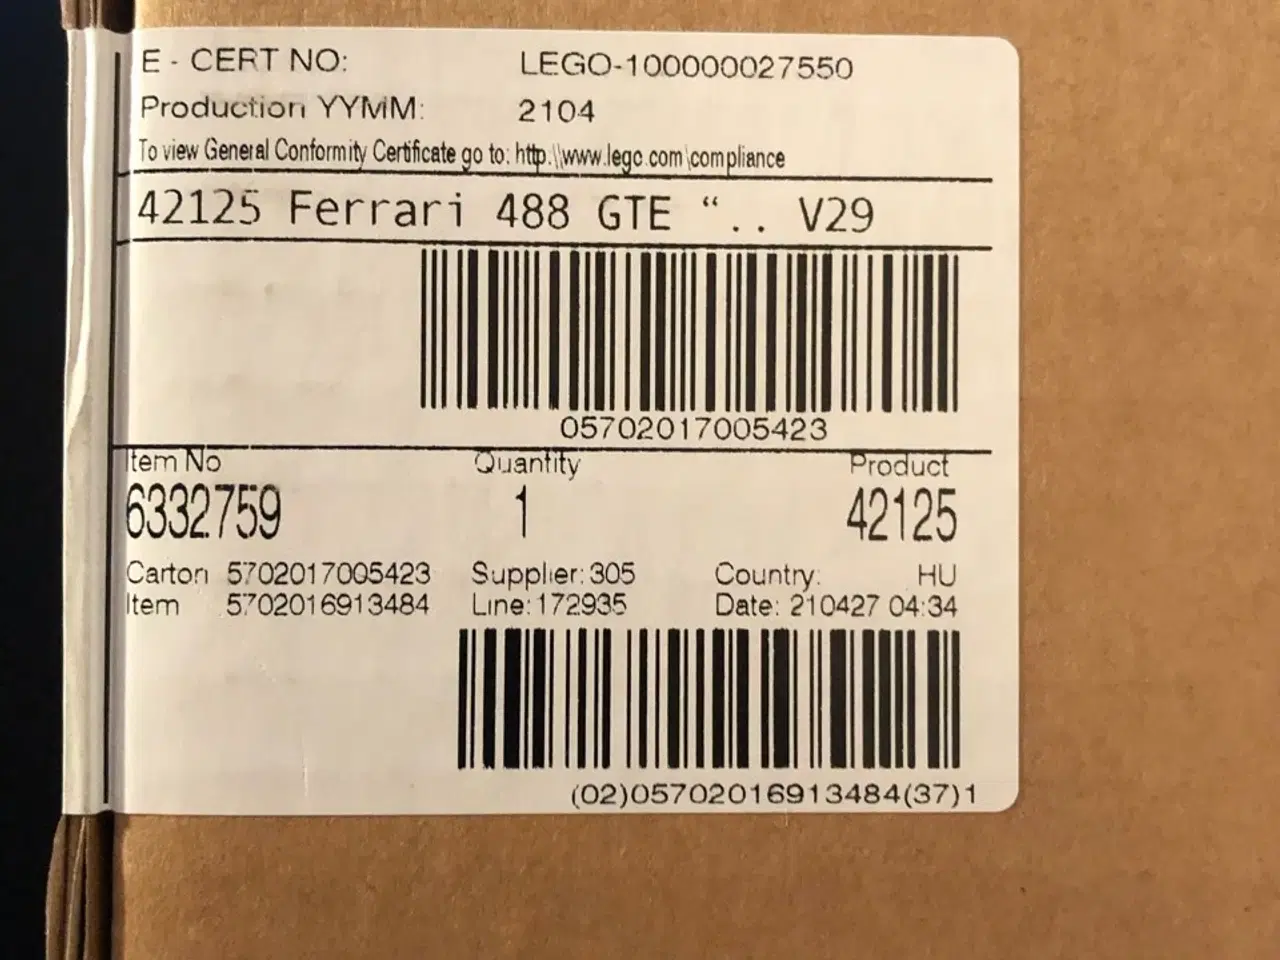 E - CERT NO: LEGO-100000027550
Production YYMM: 2104
To view General Conformity Certificate go to: http:\\www.lego.com\compliance
42125 Ferrari 488 GTE “.. V29
05702017005423
Item No Quantity Product
6332759 1 42125
Carton 5702017005423 Supplier: 305 Country: HU
Item 5702016913484 Line: 172935 Date: 210427 04:34
(02)05702016913484(37)1